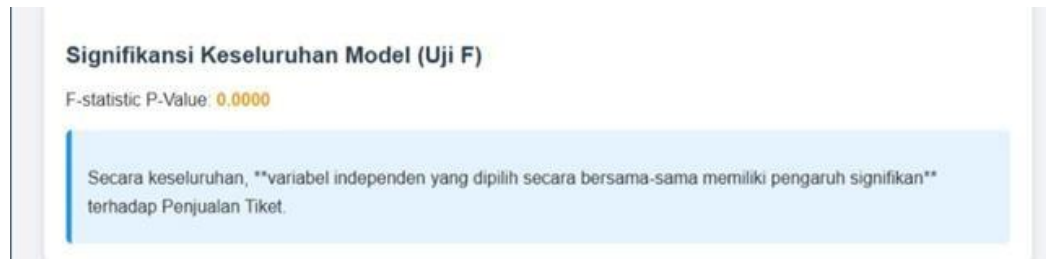 Signifikansi Keseluruhan Model (Uji F)
F-statistic P-Value: 0.0000
Secara keseluruhan, **variabel independen yang dipilih secara bersama-sama memiliki pengaruh signifikan**
terhadap Penjualan Tiket.